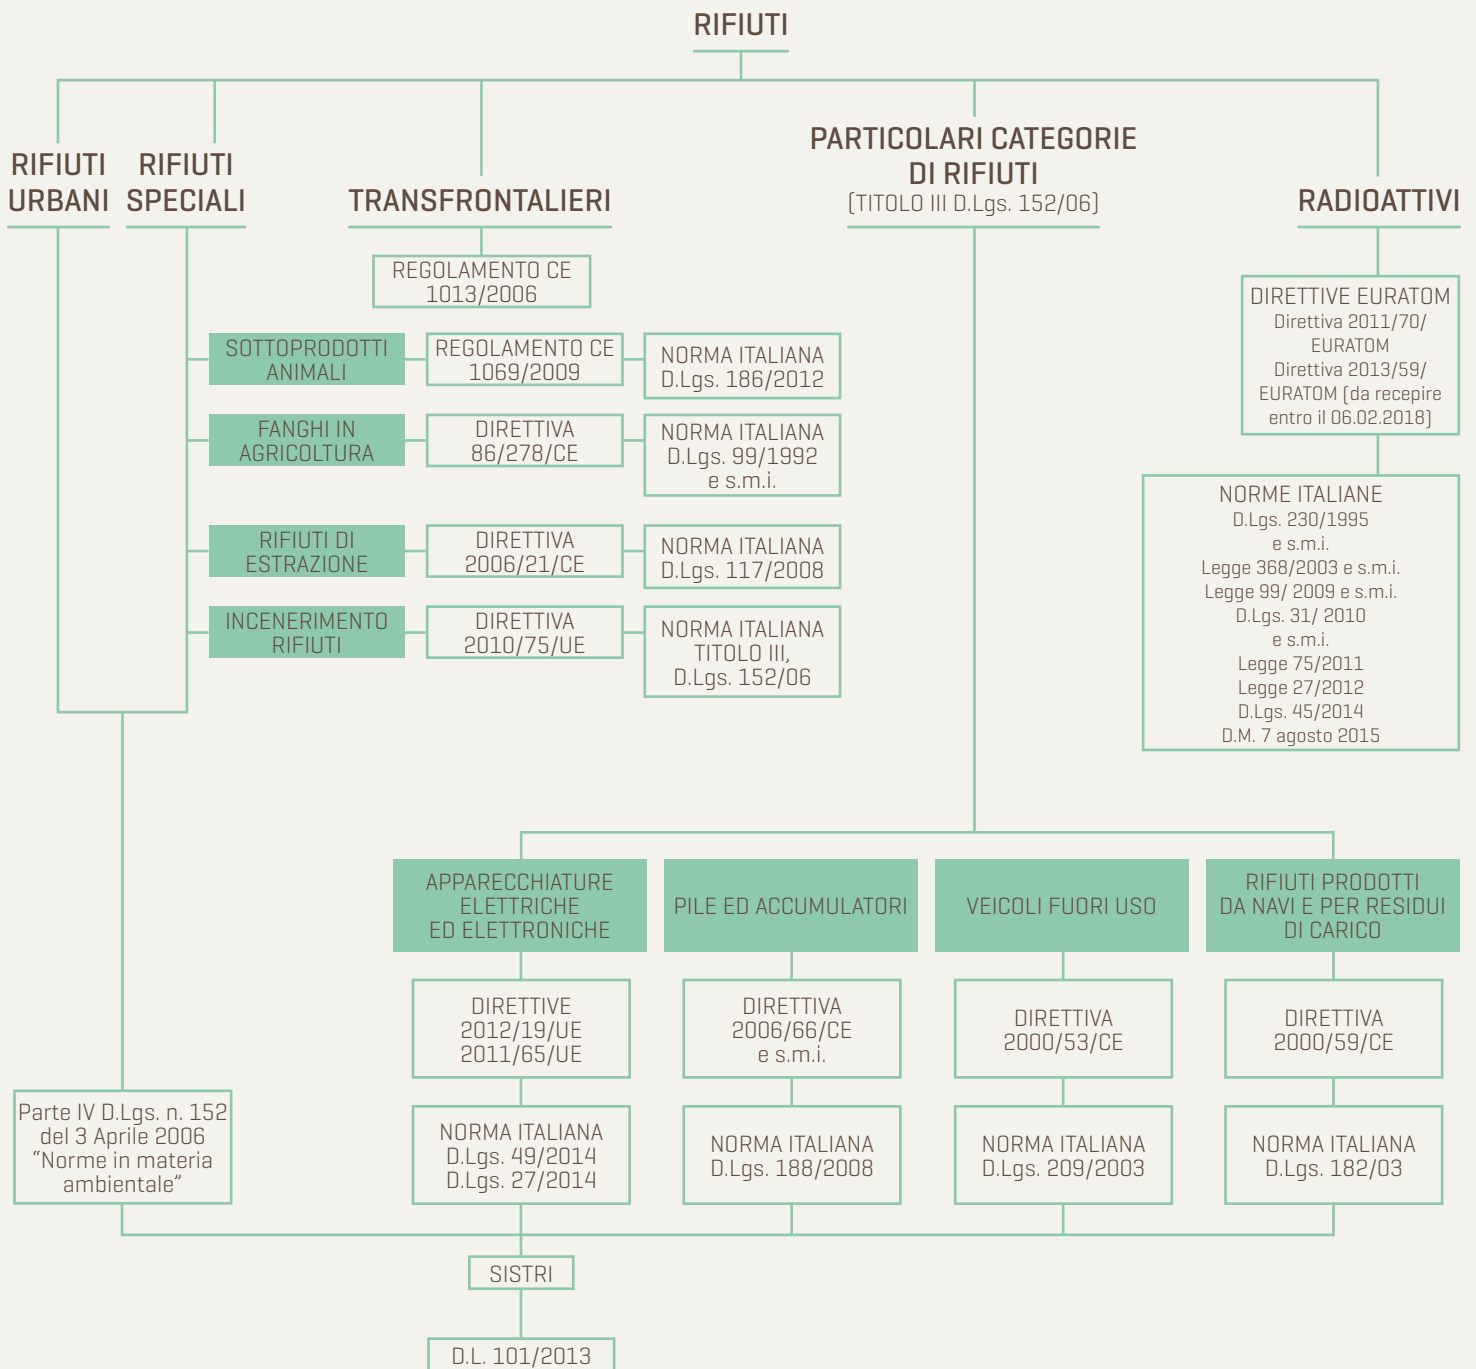 RIFIUTI
RIFIUTI
URBANI
RIFIUTI
SPECIALI
TRANSFRONTALIERI
PARTICOLARI CATEGORIE
DI RIFIUTI
(TITOLO III D.Lgs. 152/06)
RADIOATTIVI
REGOLAMENTO CE
1013/2006
SOTTOPRODOTTI
ANIMALI
REGOLAMENTO CE
1069/2009
NORMA ITALIANA
D.Lgs. 186/2012
FANGHI IN
AGRICOLTURA
DIRETTIVA
86/278/CE
NORMA ITALIANA
D.Lgs. 99/1992
e s.m.i.
RIFIUTI DI
ESTRAZIONE
DIRETTIVA
2006/21/CE
NORMA ITALIANA
D.Lgs. 117/2008
INCENERIMENTO
RIFIUTI
DIRETTIVA
2010/75/UE
NORMA ITALIANA
TITOLO III,
D.Lgs. 152/06
DIRETTIVE EURATOM
Direttiva 2011/70/
EURATOM
Direttiva 2013/59/
EURATOM (da recepire
entro il 06.02.2018)
NORME ITALIANE
D.Lgs. 230/1995
e s.m.i.
Legge 368/2003 e s.m.i.
Legge 99/ 2009 e s.m.i.
D.Lgs. 31/ 2010
e s.m.i.
Legge 75/2011
Legge 27/2012
D.Lgs. 45/2014
D.M. 7 agosto 2015
APPARECCHIATURE
ELETTRICHE
ED ELETTRONICHE
PILE ED ACCUMULATORI
VEICOLI FUORI USO
RIFIUTI PRODOTTI
DA NAVI E PER RESIDUI
DI CARICO
DIRETTIVE
2012/19/UE
2011/65/UE
DIRETTIVA
2006/66/CE
e s.m.i.
DIRETTIVA
2000/53/CE
DIRETTIVA
2000/59/CE
Parte IV D.Lgs. n. 152
del 3 Aprile 2006
“Norme in materia
ambientale”
NORMA ITALIANA
D.Lgs. 49/2014
D.Lgs. 27/2014
NORMA ITALIANA
D.Lgs. 188/2008
NORMA ITALIANA
D.Lgs. 209/2003
NORMA ITALIANA
D.Lgs. 182/03
SISTRI
D.L. 101/2013